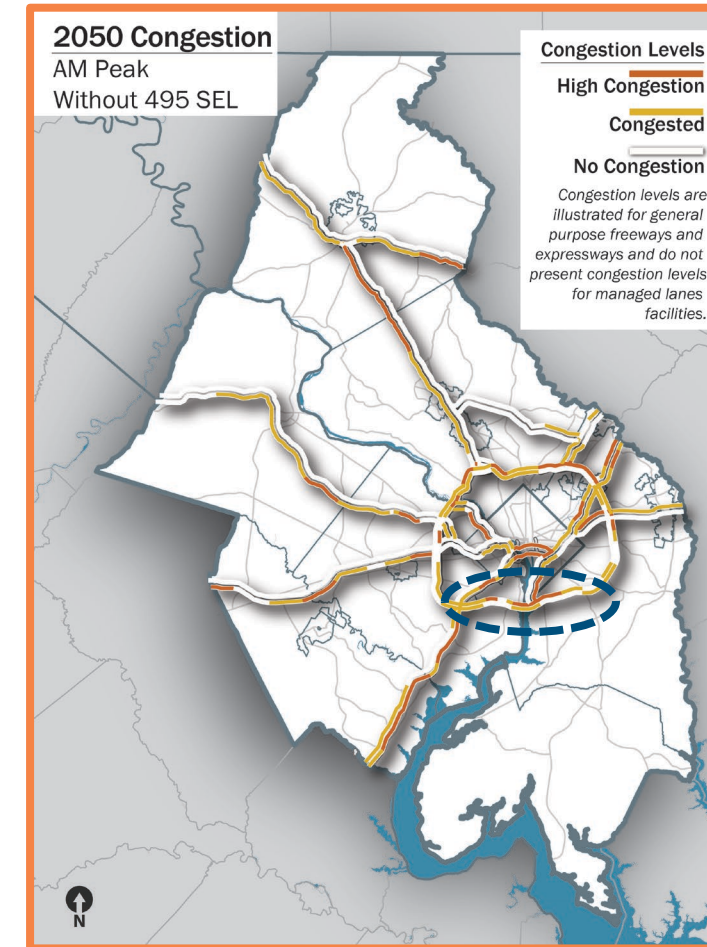 2050 Congestion
AM Peak
Without 495 SEL
Congestion Levels
High Congestion
Congested
No Congestion
Congestion levels are
illustrated for general
purpose freeways and
expressways and do not
present congestion levels
for managed lanes
facilities.
N